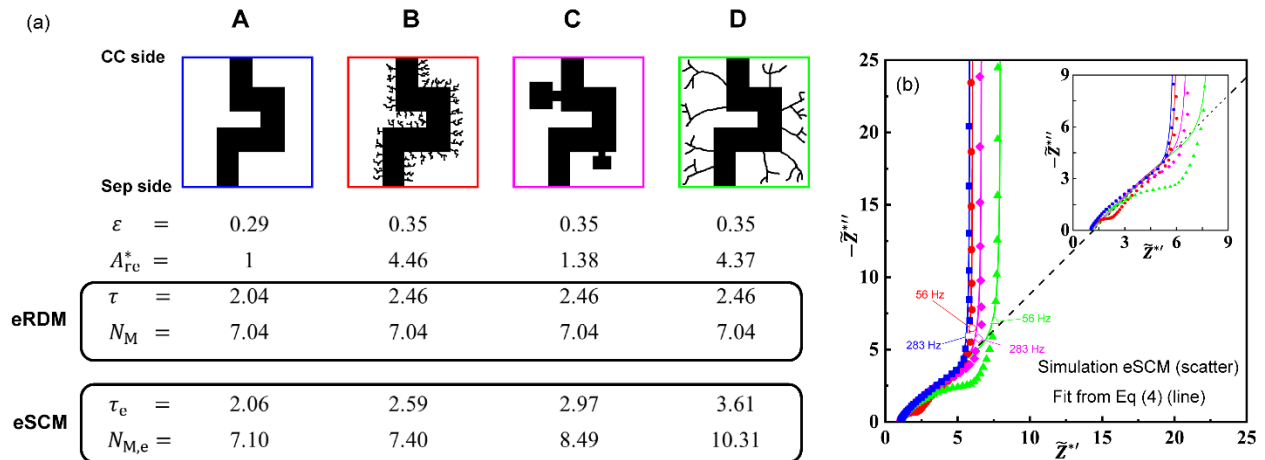 (a)
A B C D
CC side
Sep side
ε = 0.29 0.35 0.35 0.35
A*re = 1 4.46 1.38 4.37
eRDM
τ = 2.04 2.46 2.46 2.46
NM = 7.04 7.04 7.04 7.04
eSCM
τe = 2.06 2.59 2.97 3.61
NM,e = 7.10 7.40 8.49 10.31
(b)
−Z̃*′′
25
20
15
10
5
0
0 5 10 15 20 25
Z̃*′
56 Hz
56 Hz
283 Hz
283 Hz
Simulation eSCM (scatter)
Fit from Eq (4) (line)
−Z̃*′′
9
6
3
0
0 3 6 9
Z̃*′